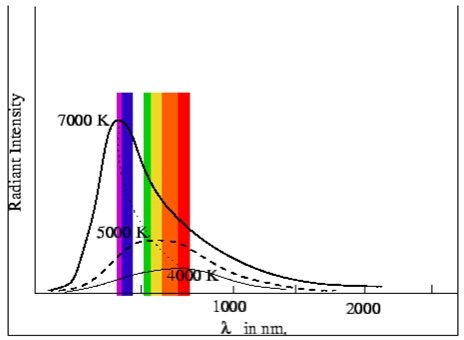 Radiant Intensity
7000 K
5000 K
4000 K
1000
2000
λ in nm.